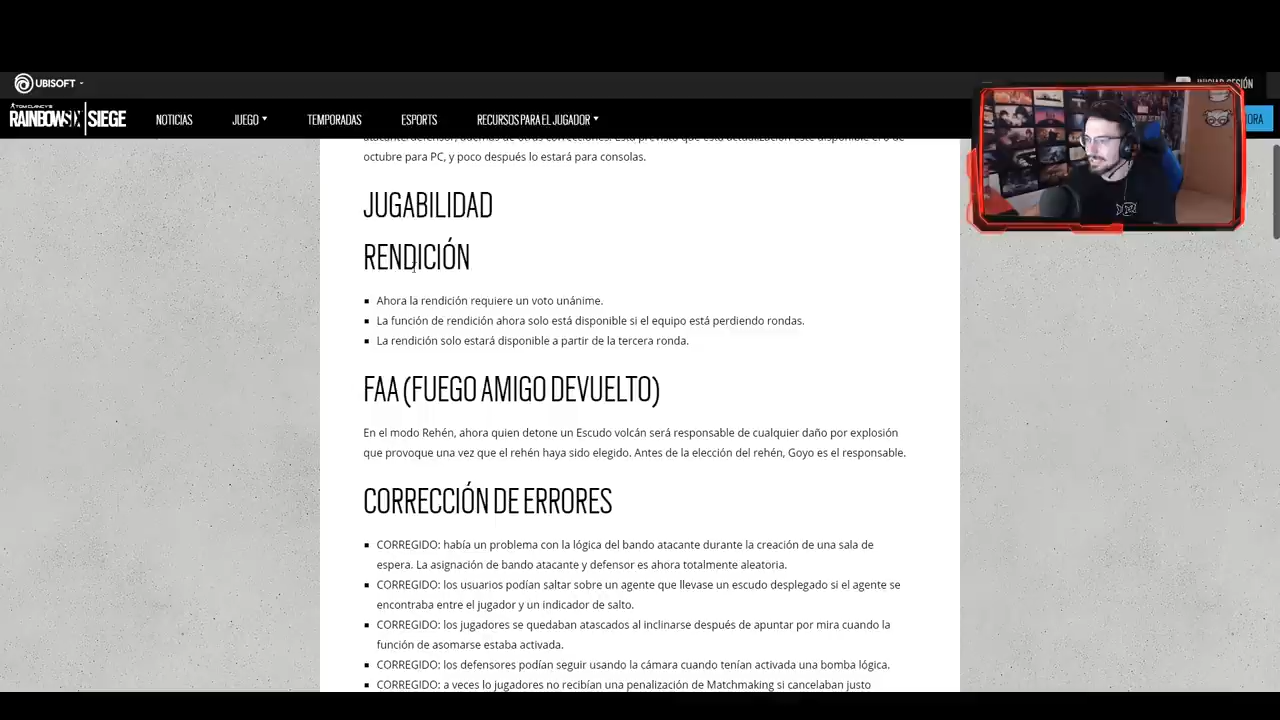 UBISOFT
INICIAR SESIÓN
TOM CLANCY'S
RAINBOW SIX | SIEGE
NOTICIAS
JUEGO
TEMPORADAS
ESPORTS
RECURSOS PARA EL JUGADOR
octubre para PC, y poco después lo estará para consolas.
JUGABILIDAD
RENDICIÓN
▪ Ahora la rendición requiere un voto unánime.
▪ La función de rendición ahora solo está disponible si el equipo está perdiendo rondas.
▪ La rendición solo estará disponible a partir de la tercera ronda.
FAA (FUEGO AMIGO DEVUELTO)
En el modo Rehén, ahora quien detone un Escudo volcán será responsable de cualquier daño por explosión
que provoque una vez que el rehén haya sido elegido. Antes de la elección del rehén, Goyo es el responsable.
CORRECCIÓN DE ERRORES
▪ CORREGIDO: había un problema con la lógica del bando atacante durante la creación de una sala de
espera. La asignación de bando atacante y defensor es ahora totalmente aleatoria.
▪ CORREGIDO: los usuarios podían saltar sobre un agente que llevase un escudo desplegado si el agente se
encontraba entre el jugador y un indicador de salto.
▪ CORREGIDO: los jugadores se quedaban atascados al inclinarse después de apuntar por mira cuando la
función de asomarse estaba activada.
▪ CORREGIDO: los defensores podían seguir usando la cámara cuando tenían activada una bomba lógica.
▪ CORREGIDO: a veces lo jugadores no recibían una penalización de Matchmaking si cancelaban justo